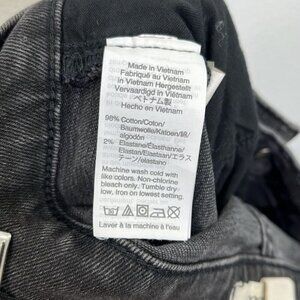 Made in Vietnam
Fabriqué au Vietnam
in Vietnam Hergestellt
Vervaardigd in Viëtnam
ベトナム製
Hecho en Vietnam
98% Cotton/Coton/
Baumwolle/Katoen/綿/
algodón
2% Elastane/Élasthanne/
Elastan/Elastaan/エラス
テーン/elastano
Machine wash cold with
like colors. Non-chlorine
bleach only. Tumble dry
low. Iron on lowest setting.
Laver à la machine à